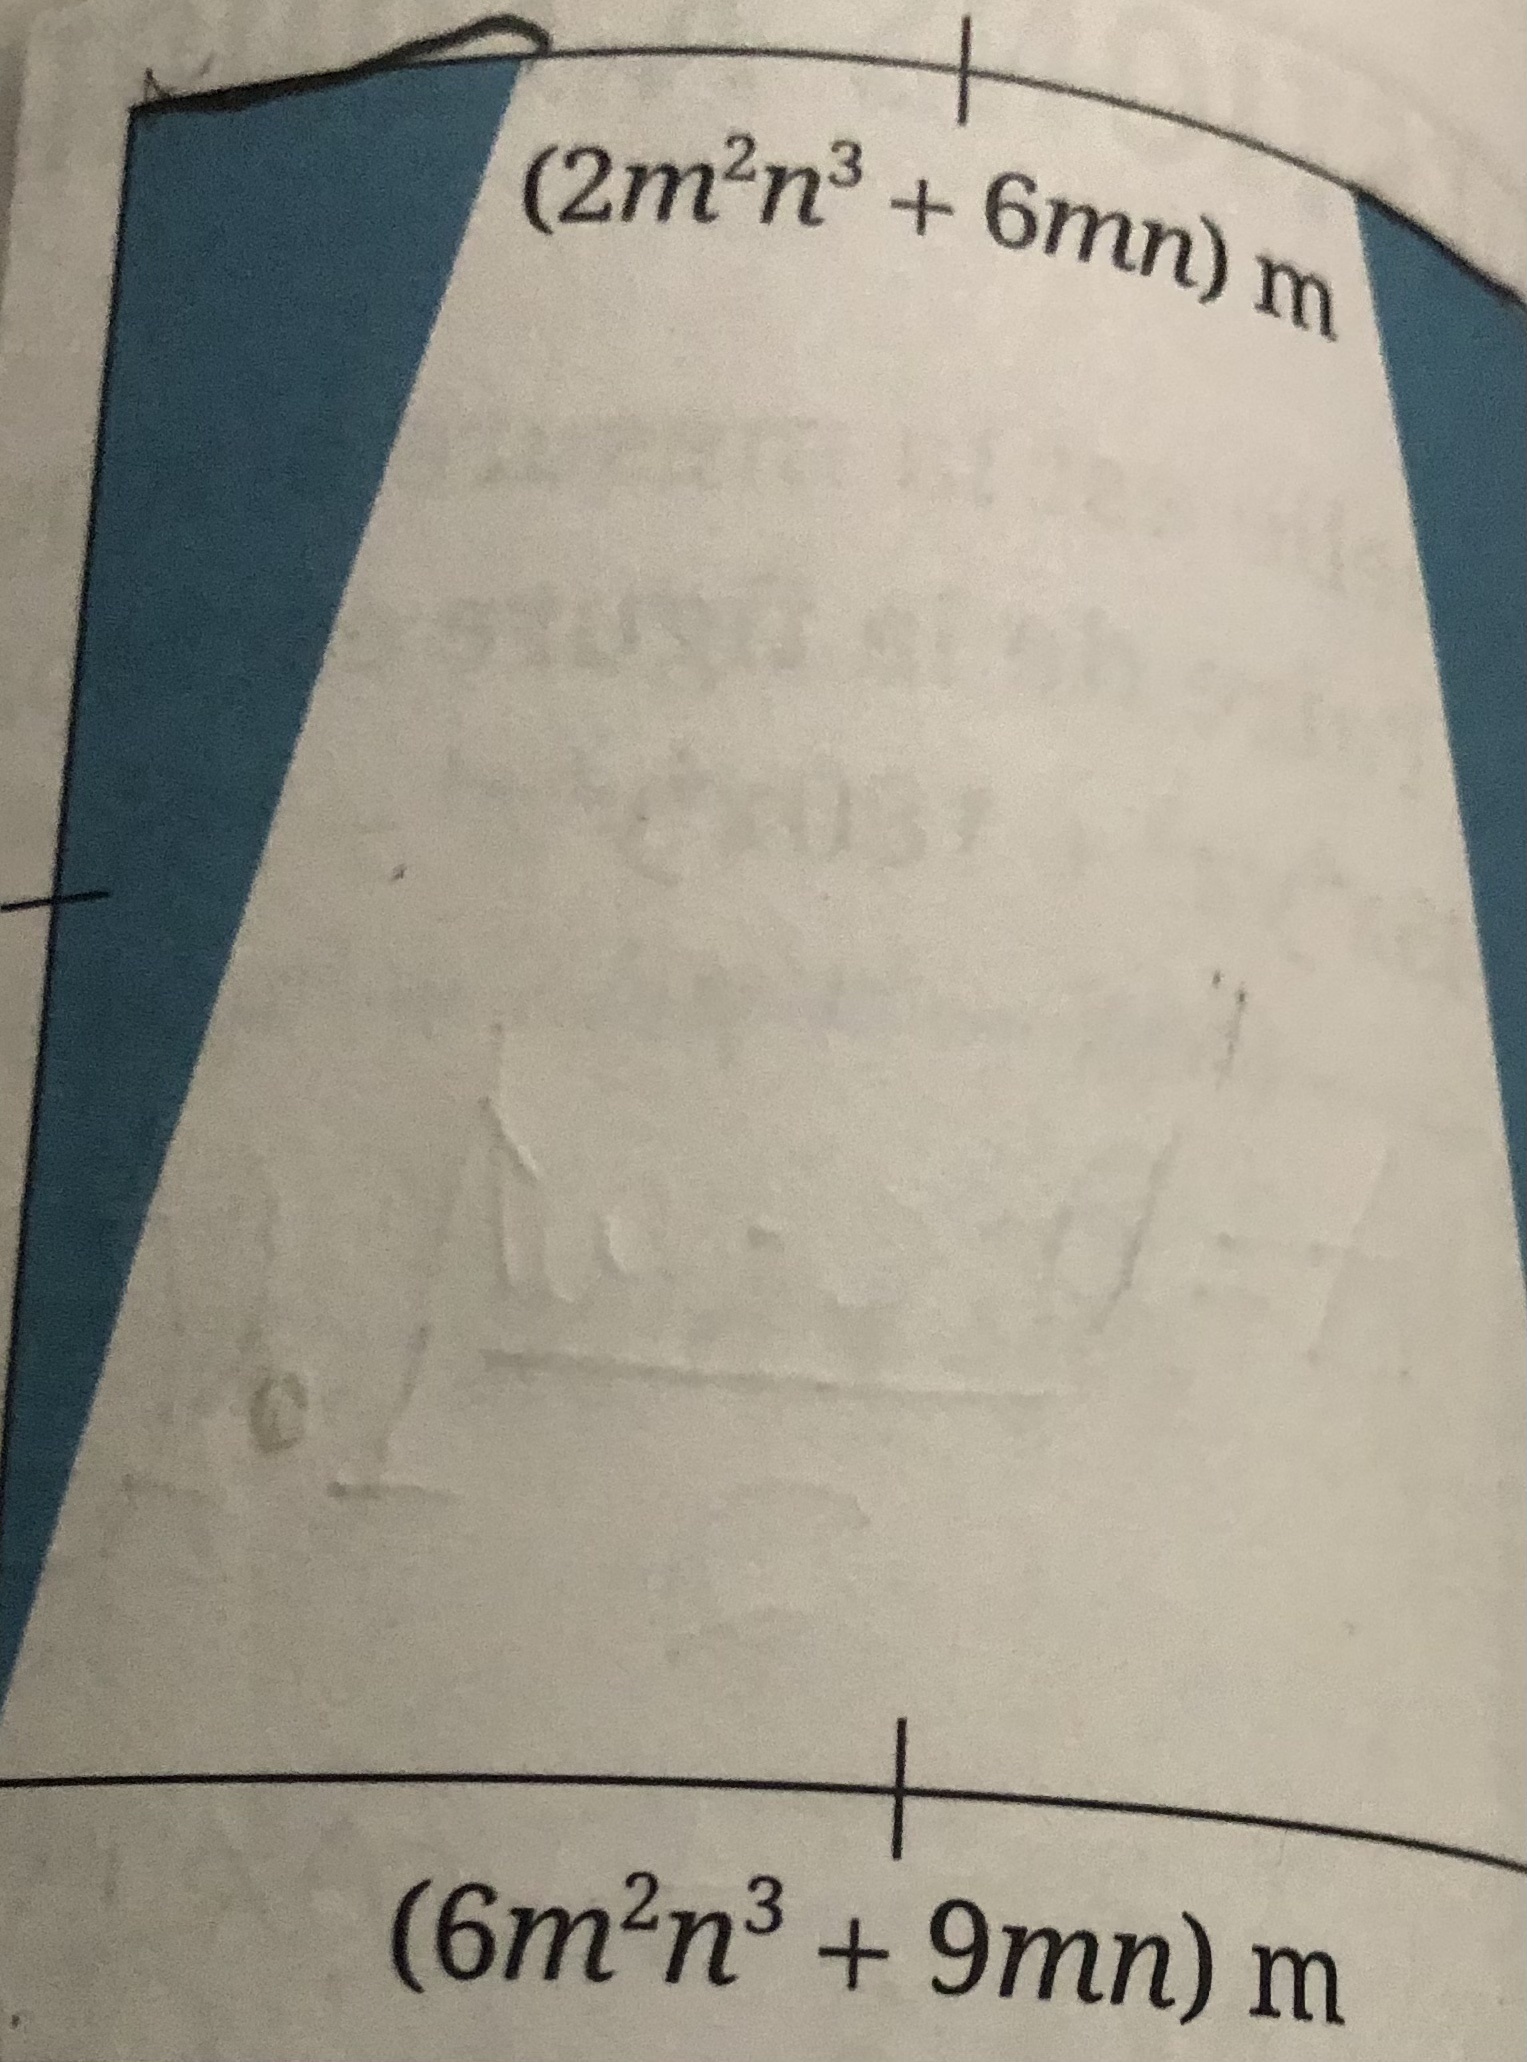 (2m²n³ + 6mn) m
(6m²n³ + 9mn) m